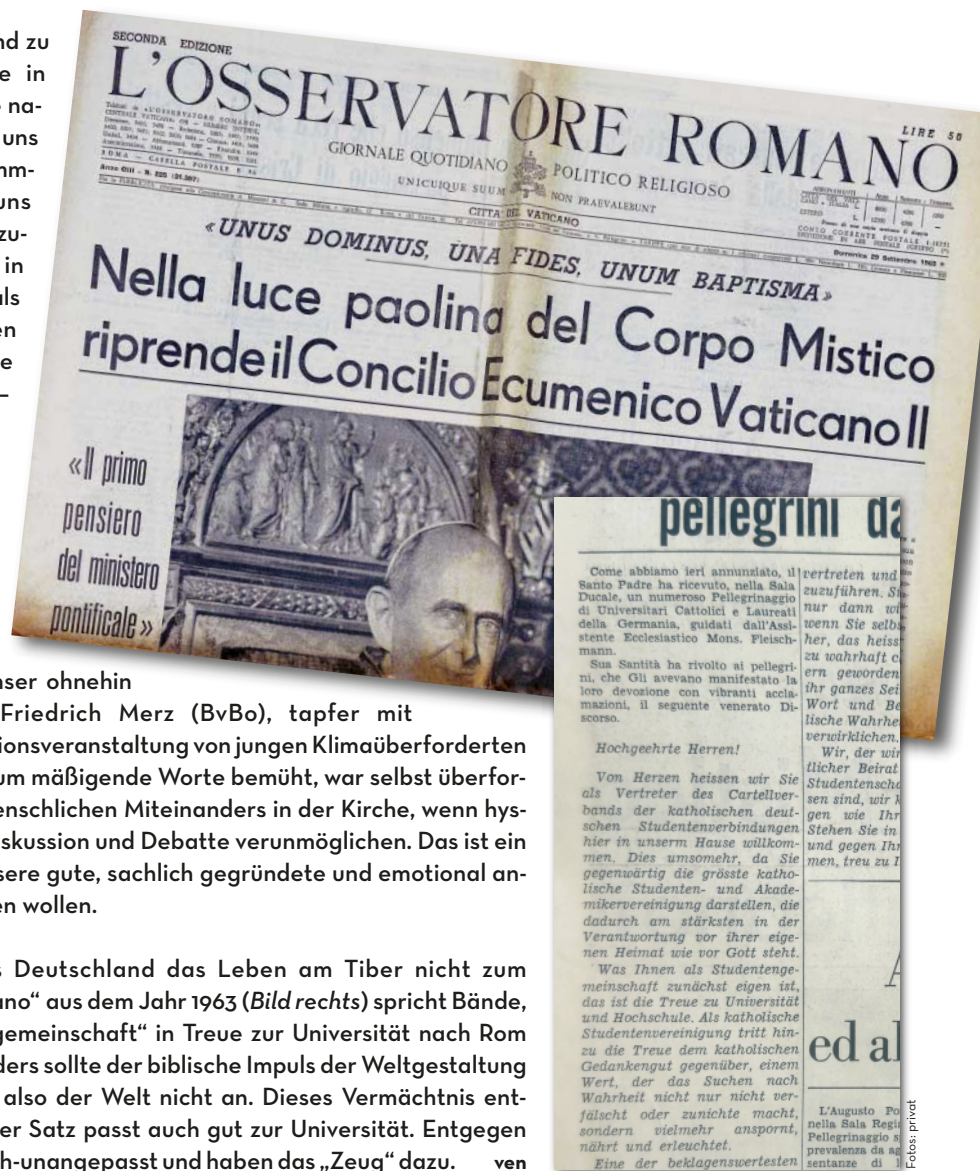 nd zu
e in
na-
uns
mm-
uns
zu-
in
als
en
e
–
SECONDA EDIZIONE
L'OSSERVATORE ROMANO
LIRE 50
GIORNALE QUOTIDIANO
POLITICO RELIGIOSO
UNICUIQUE SUUM
NON PRAEVALEBUNT
CITTA' DEL VATICANO
Domenica 29 Settembre 1963
«UNUS DOMINUS, UNA FIDES, UNUM BAPTISMA»
Nella luce paolina del Corpo Mistico
riprende il Concilio Ecumenico Vaticano II
«Il primo
pensiero
del ministero
pontificale»
nser ohnehin
Friedrich Merz (BvBo), tapfer mit
ionsveranstaltung von jungen Klimaüberforderten
um mäßigende Worte bemüht, war selbst überfor-
enschlichen Miteinanders in der Kirche, wenn hys-
skussion und Debatte verunmöglichen. Das ist ein
sere gute, sachlich gegründete und emotional an-
en wollen.
s Deutschland das Leben am Tiber nicht zum
ano“ aus dem Jahr 1963 (Bild rechts) spricht Bände,
gemeinschaft“ in Treue zur Universität nach Rom
ders sollte der biblische Impuls der Weltgestaltung
also der Welt nicht an. Dieses Vermächtnis ent-
er Satz passt auch gut zur Universität. Entgegen
h-unangepasst und haben das „Zeug“ dazu. ven
pellegrini da
Come abbiamo ieri annunziato, il
Santo Padre ha ricevuto, nella Sala
Ducale, un numeroso Pellegrinaggio
di Universitari Cattolici e Laureati
della Germania, guidati dall'Assi-
stente Ecclesiastico Mons. Fleisch-
mann.
Sua Santità ha rivolto ai pellegri-
ni, che Gli avevano manifestato la
loro devozione con vibranti accla-
mazioni, il seguente venerato Di-
scorso.
Hochgeehrte Herren!
Von Herzen heissen wir Sie
als Vertreter des Cartellver-
bands der katholischen deut-
schen Studentenverbindungen
hier in unserm Hause willkom-
men. Dies umsomehr, da Sie
gegenwärtig die grösste katho-
lische Studenten- und Akade-
mikervereinigung darstellen, die
dadurch am stärksten in der
Verantwortung vor ihrer eige-
nen Heimat wie vor Gott steht.
Was Ihnen als Studentenge-
meinschaft zunächst eigen ist,
das ist die Treue zu Universität
und Hochschule. Als katholische
Studentenvereinigung tritt hin-
zu die Treue dem katholischen
Gedankengut gegenüber, einem
Wert, der das Suchen nach
Wahrheit nicht nur nicht ver-
fälscht oder zunichte macht,
sondern vielmehr anspornt,
nährt und erleuchtet.
Eine der beklagenswertesten
vertreten und
zuzuführen. Si
nur dann wi
wenn Sie selbs
her, das heiss
zu wahrhaft c
ern geworden
ihr ganzes Sei
Wort und Be
lische Wahrhe
verwirklichen.
Wir, der wir
tlicher Beirat
Studentenscha
sen sind, wir k
gen wie Ihr
Stehen Sie in
und gegen Ihr
men, treu zu I
ed al
L'Augusto Po
nella Sala Regi
Pellegrinaggio s
prevalenza da ag
sentanze di l
Fotos: privat